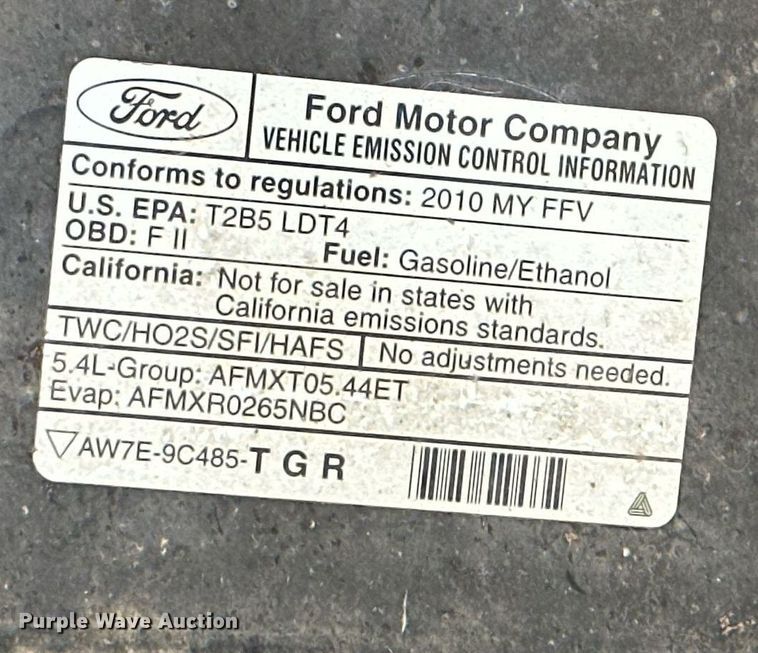 Ford
Ford Motor Company
VEHICLE EMISSION CONTROL INFORMATION
Conforms to regulations: 2010 MY FFV
U.S. EPA: T2B5 LDT4
OBD: F II Fuel: Gasoline/Ethanol
California: Not for sale in states with
California emissions standards.
TWC/HO2S/SFI/HAFS No adjustments needed.
5.4L-Group: AFMXT05.44ET
Evap: AFMXR0265NBC
AW7E-9C485-T G R
Purple Wave Auction